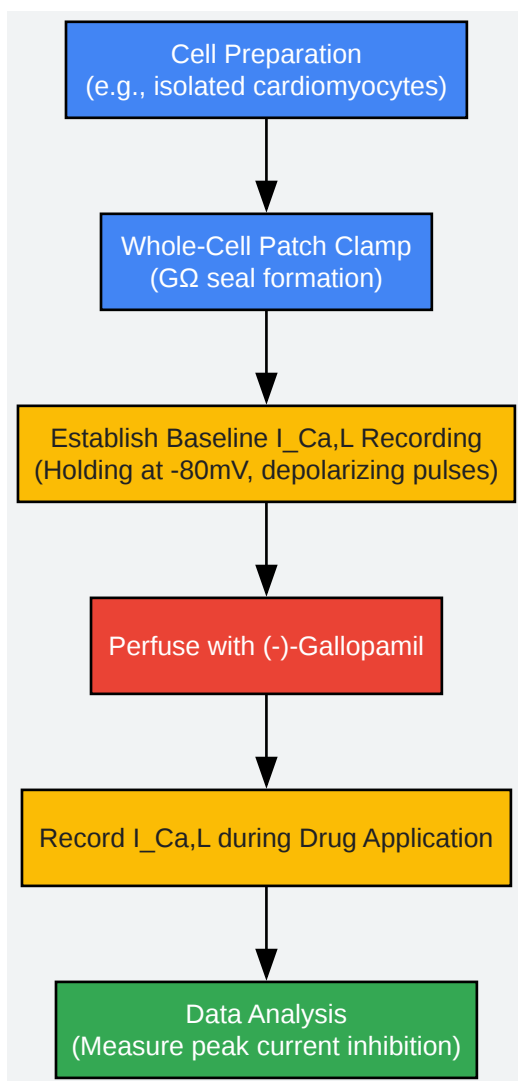 Cell Preparation
(e.g., isolated cardiomyocytes)
Whole-Cell Patch Clamp
(GΩ seal formation)
Establish Baseline I_Ca,L Recording
(Holding at -80mV, depolarizing pulses)
Perfuse with (-)-Gallopamil
Record I_Ca,L during Drug Application
Data Analysis
(Measure peak current inhibition)